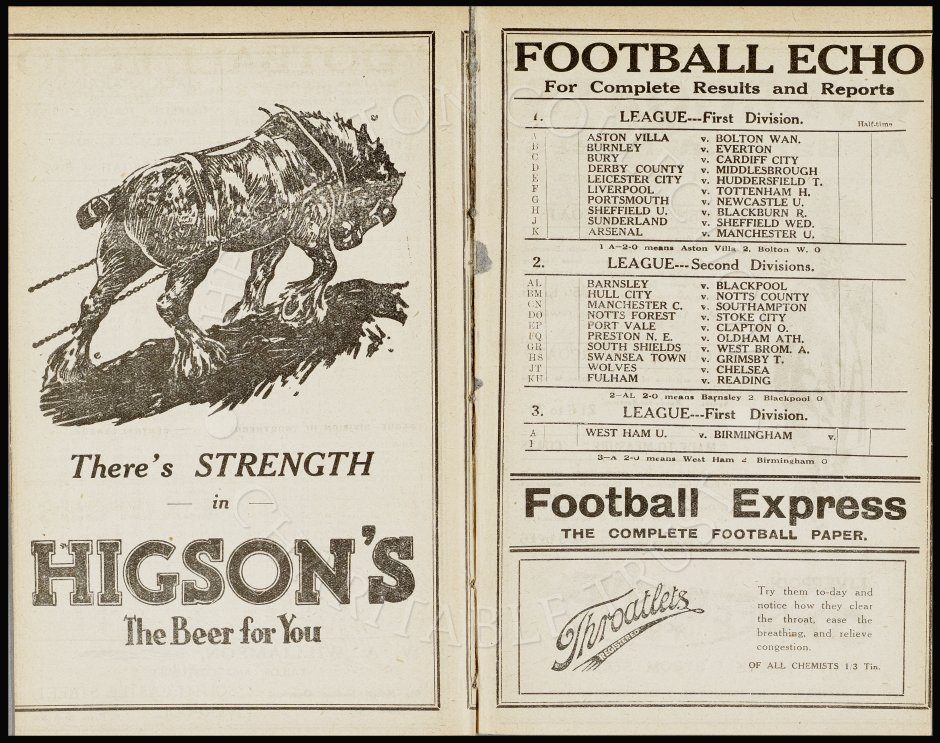 There's STRENGTH
— in —
HIGSON'S
The Beer for You
FOOTBALL ECHO
For Complete Results and Reports
1. LEAGUE---First Division. Half-time
A ASTON VILLA v. BOLTON WAN.
B BURNLEY v. EVERTON
C BURY v. CARDIFF CITY
D DERBY COUNTY v. MIDDLESBROUGH
E LEICESTER CITY v. HUDDERSFIELD T.
F LIVERPOOL v. TOTTENHAM H.
G PORTSMOUTH v. NEWCASTLE U.
H SHEFFIELD U. v. BLACKBURN R.
J SUNDERLAND v. SHEFFIELD WED.
K ARSENAL v. MANCHESTER U.
1 A-2-0 means Aston Villa 2, Bolton W. 0
2. LEAGUE---Second Divisions.
AL BARNSLEY v. BLACKPOOL
BM HULL CITY v. NOTTS COUNTY
CN MANCHESTER C. v. SOUTHAMPTON
DO NOTTS FOREST v. STOKE CITY
EP PORT VALE v. CLAPTON O.
FQ PRESTON N. E. v. OLDHAM ATH.
GR SOUTH SHIELDS v. WEST BROM. A.
HS SWANSEA TOWN v. GRIMSBY T.
JT WOLVES v. CHELSEA
KU FULHAM v. READING
2-AL 2-0 means Barnsley 2 Blackpool 0
3. LEAGUE---First Division.
A WEST HAM U. v. BIRMINGHAM v.
3-A 2-0 means West Ham 2 Birmingham 0
Football Express
THE COMPLETE FOOTBALL PAPER.
Throatlets
REGISTERED
Try them to-day and
notice how they clear
the throat, ease the
breathing, and relieve
congestion.
OF ALL CHEMISTS 1/3 Tin.